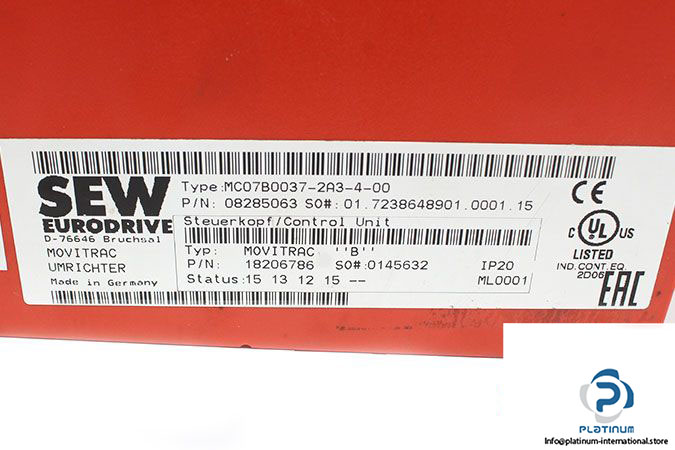 SEW
EURODRIVE
D-76646 Bruchsal
MOVITRAC
UMRICHTER
Made in Germany
Type:MC07B0037-2A3-4-00
P/N: 08285063 SO#: 01.7238648901.0001.15
Steuerkopf/Control Unit
Typ: MOVITRAC ''B''
P/N: 18206786 SO#:0145632 IP20
Status:15 13 12 15 -- ML0001
CE
C UL US
LISTED
IND.CONT.EQ.
2D06
EAC
PLATINUM
Info@platinum-international.store